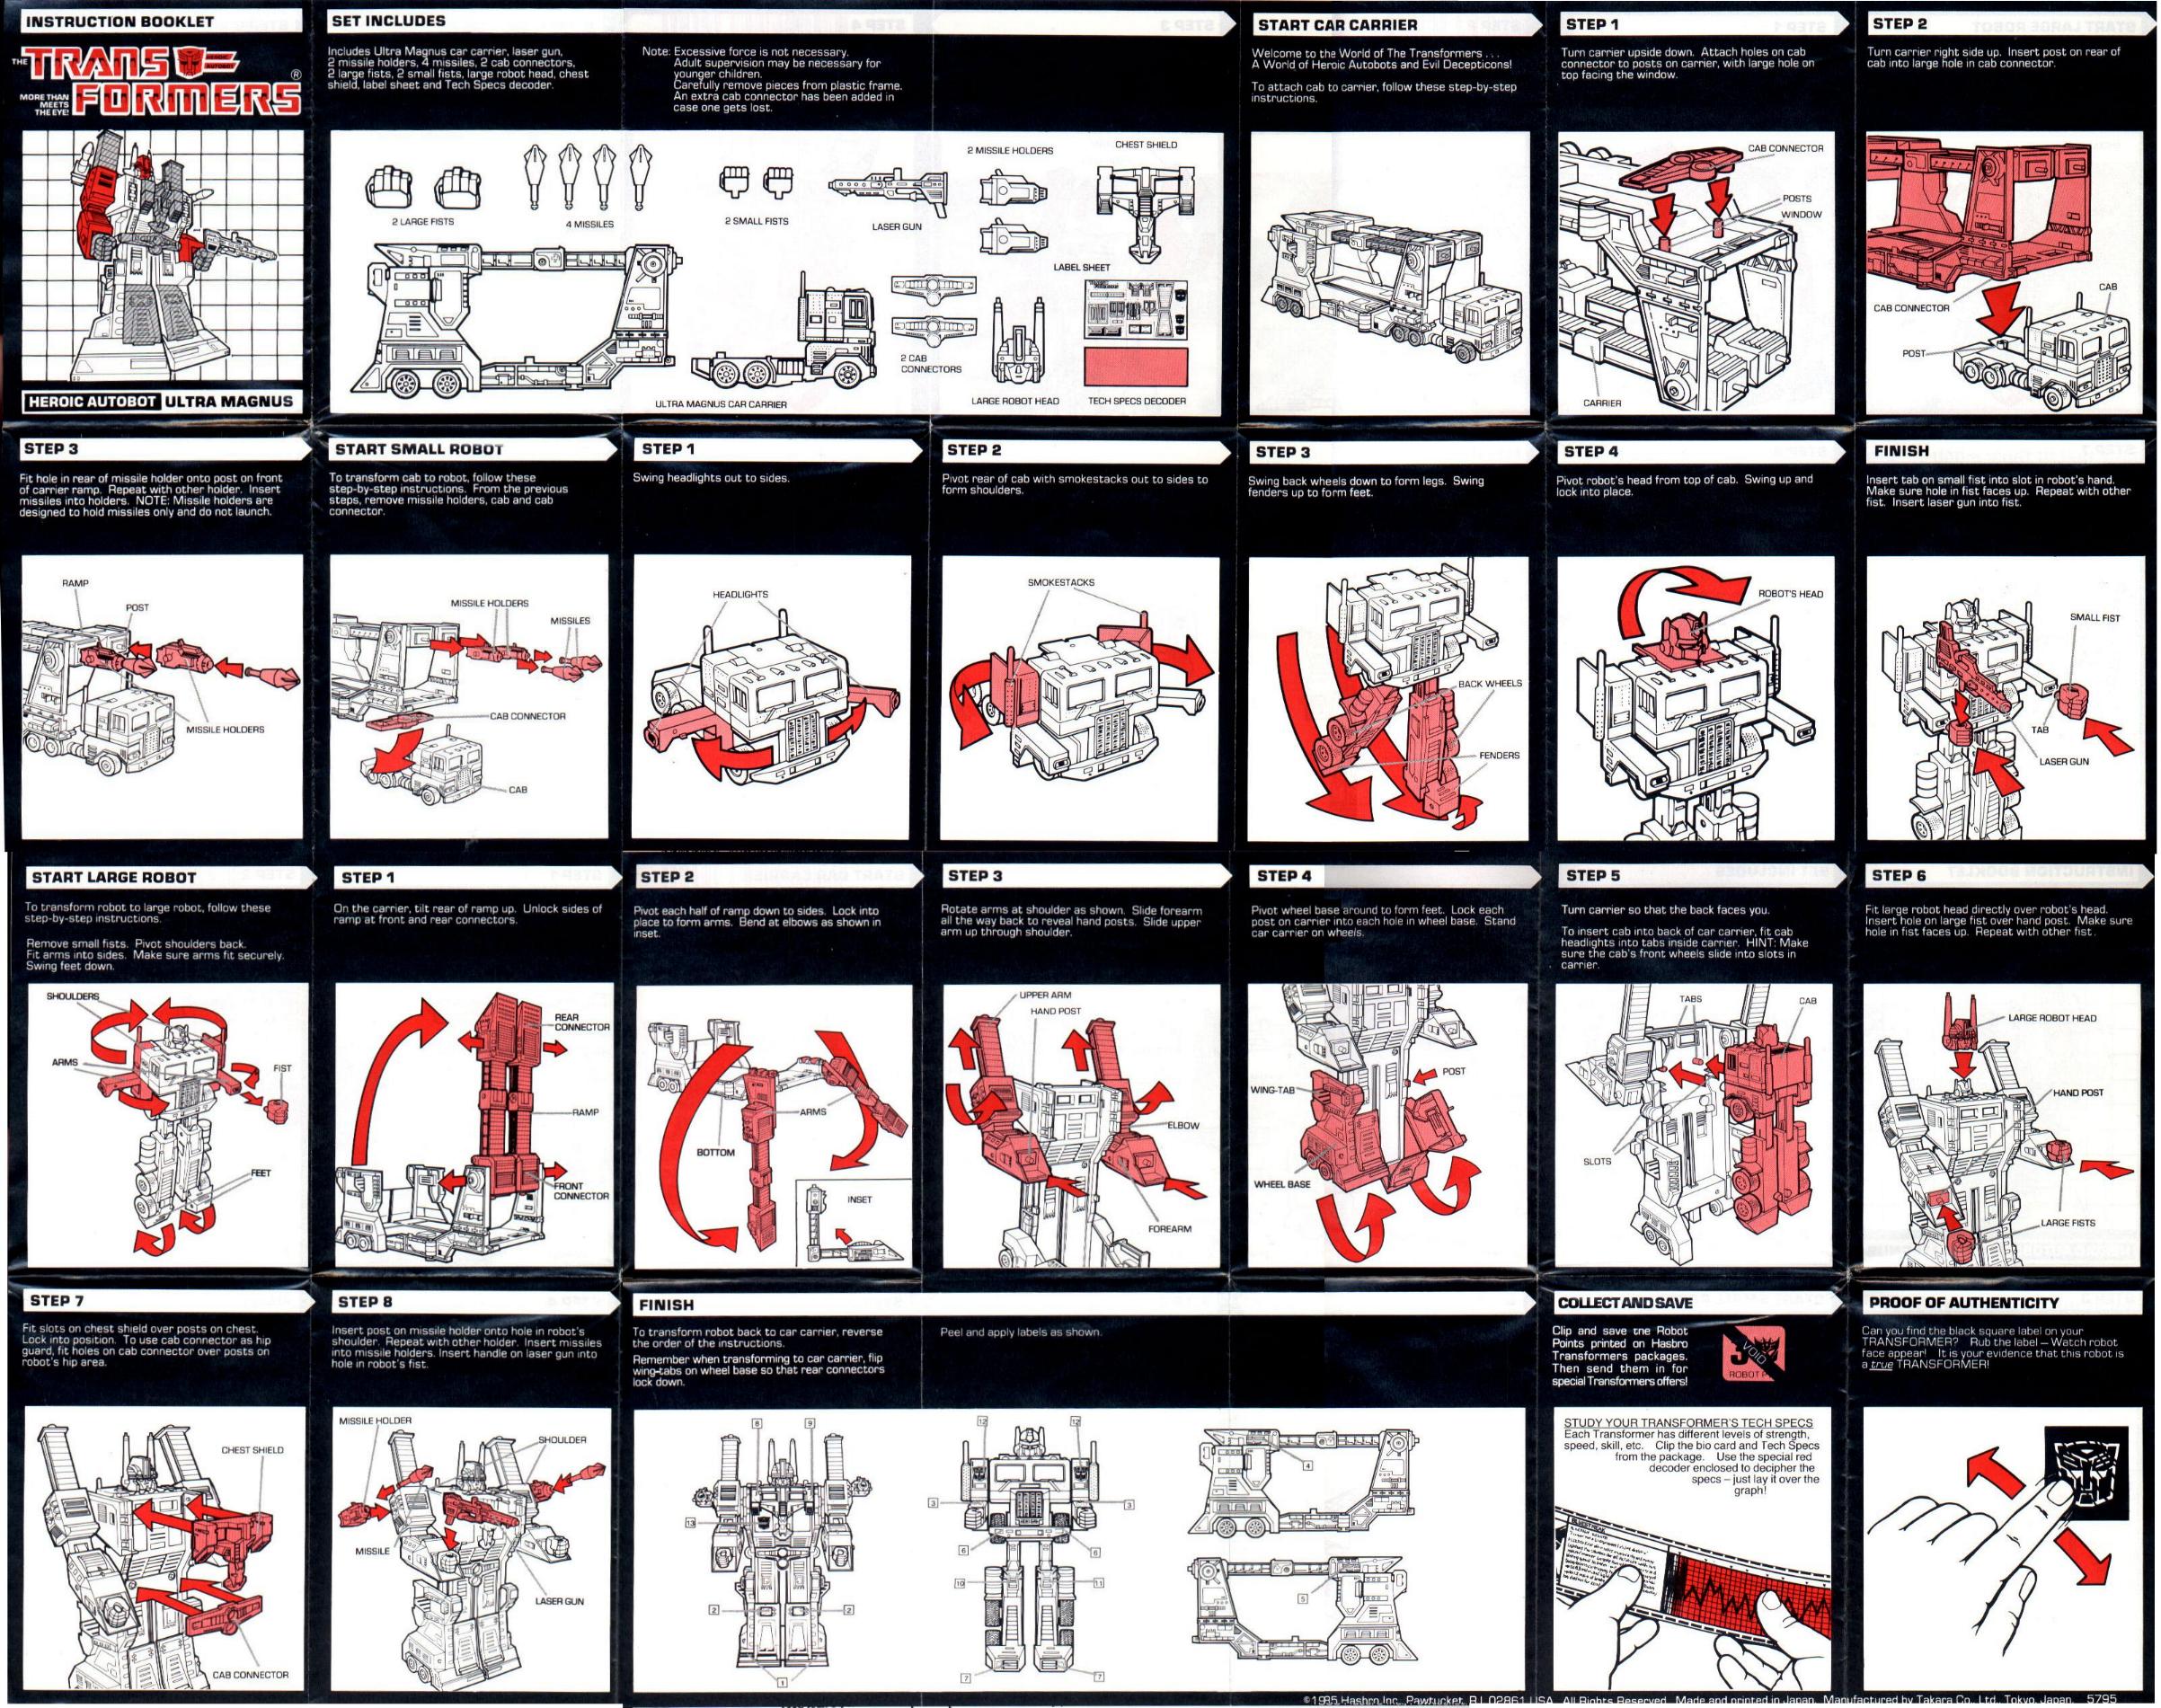 INSTRUCTION BOOKLET
THE
TRANS
FORMERS
®
HEROIC
AUTOBOT
MORE THAN
MEETS
THE EYE!
HEROIC AUTOBOT ULTRA MAGNUS
SET INCLUDES
Includes Ultra Magnus car carrier, laser gun,
2 missile holders, 4 missiles, 2 cab connectors,
2 large fists, 2 small fists, large robot head, chest
shield, label sheet and Tech Specs decoder.
Note: Excessive force is not necessary.
Adult supervision may be necessary for
younger children.
Carefully remove pieces from plastic frame.
An extra cab connector has been added in
case one gets lost.
2 LARGE FISTS
4 MISSILES
2 SMALL FISTS
LASER GUN
2 MISSILE HOLDERS
CHEST SHIELD
LABEL SHEET
2 CAB
CONNECTORS
ULTRA MAGNUS CAR CARRIER
LARGE ROBOT HEAD
TECH SPECS DECODER
START CAR CARRIER
Welcome to the World of The Transformers . . .
A World of Heroic Autobots and Evil Decepticons!
To attach cab to carrier, follow these step-by-step
instructions.
STEP 1
Turn carrier upside down. Attach holes on cab
connector to posts on carrier, with large hole on
top facing the window.
CAB CONNECTOR
POSTS
WINDOW
CARRIER
STEP 2
Turn carrier right side up. Insert post on rear of
cab into large hole in cab connector.
CAB CONNECTOR
CAB
POST
STEP 3
Fit hole in rear of missile holder onto post on front
of carrier ramp. Repeat with other holder. Insert
missiles into holders. NOTE: Missile holders are
designed to hold missiles only and do not launch.
RAMP
POST
MISSILE HOLDERS
START SMALL ROBOT
To transform cab to robot, follow these
step-by-step instructions. From the previous
steps, remove missile holders, cab and cab
connector.
MISSILE HOLDERS
MISSILES
CAB CONNECTOR
CAB
STEP 1
Swing headlights out to sides.
HEADLIGHTS
STEP 2
Pivot rear of cab with smokestacks out to sides to
form shoulders.
SMOKESTACKS
STEP 3
Swing back wheels down to form legs. Swing
fenders up to form feet.
BACK WHEELS
FENDERS
STEP 4
Pivot robot's head from top of cab. Swing up and
lock into place.
ROBOT'S HEAD
FINISH
Insert tab on small fist into slot in robot's hand.
Make sure hole in fist faces up. Repeat with other
fist. Insert laser gun into fist.
SMALL FIST
TAB
LASER GUN
START LARGE ROBOT
To transform robot to large robot, follow these
step-by-step instructions.
Remove small fists. Pivot shoulders back.
Fit arms into sides. Make sure arms fit securely.
Swing feet down.
SHOULDERS
ARMS
FIST
FEET
STEP 1
On the carrier, tilt rear of ramp up. Unlock sides of
ramp at front and rear connectors.
REAR
CONNECTOR
RAMP
FRONT
CONNECTOR
STEP 2
Pivot each half of ramp down to sides. Lock into
place to form arms. Bend at elbows as shown in
inset.
ARMS
BOTTOM
INSET
STEP 3
Rotate arms at shoulder as shown. Slide forearm
all the way back to reveal hand posts. Slide upper
arm up through shoulder.
UPPER ARM
HAND POST
ELBOW
FOREARM
STEP 4
Pivot wheel base around to form feet. Lock each
post on carrier into each hole in wheel base. Stand
car carrier on wheels.
WING-TAB
POST
WHEEL BASE
STEP 5
Turn carrier so that the back faces you.
To insert cab into back of car carrier, fit cab
headlights into tabs inside carrier. HINT: Make
sure the cab's front wheels slide into slots in
carrier.
TABS
CAB
SLOTS
STEP 6
Fit large robot head directly over robot's head.
Insert hole on large fist over hand post. Make sure
hole in fist faces up. Repeat with other fist.
LARGE ROBOT HEAD
HAND POST
LARGE FISTS
STEP 7
Fit slots on chest shield over posts on chest.
Lock into position. To use cab connector as hip
guard, fit holes on cab connector over posts on
robot's hip area.
CHEST SHIELD
CAB CONNECTOR
STEP 8
Insert post on missile holder onto hole in robot's
shoulder. Repeat with other holder. Insert missiles
into missile holders. Insert handle on laser gun into
hole in robot's fist.
MISSILE HOLDER
SHOULDER
MISSILE
LASER GUN
FINISH
To transform robot back to car carrier, reverse
the order of the instructions.
Remember when transforming to car carrier, flip
wing-tabs on wheel base so that rear connectors
lock down.
Peel and apply labels as shown.
8 9
13
2 2
1
12 12
3 3
6 6
10 11
7 7
4
5
COLLECT AND SAVE
Clip and save the Robot
Points printed on Hasbro
Transformers packages.
Then send them in for
special Transformers offers!
VOID
STUDY YOUR TRANSFORMER'S TECH SPECS
Each Transformer has different levels of strength,
speed, skill, etc. Clip the bio card and Tech Specs
from the package. Use the special red
decoder enclosed to decipher the
specs – just lay it over the
graph!
PROOF OF AUTHENTICITY
Can you find the black square label on your
TRANSFORMER? Rub the label – Watch robot
face appear! It is your evidence that this robot is
a true TRANSFORMER!
©1985 Hasbro Inc., Pawtucket, R.I. 02861 USA. All Rights Reserved. Made and printed in Japan. Manufactured by Takara Co., Ltd., Tokyo, Japan. 5795